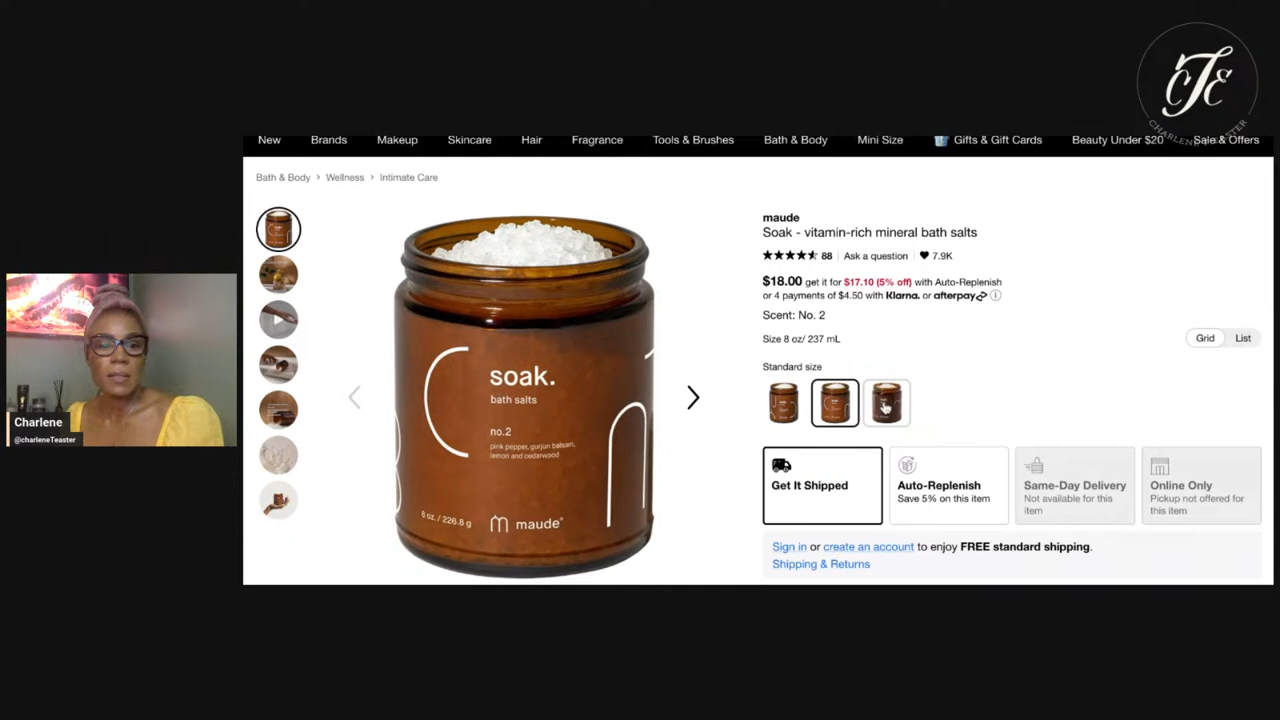 CTE
CHARLENE TEASTER
New Brands Makeup Skincare Hair Fragrance Tools & Brushes Bath & Body Mini Size Gifts & Gift Cards Beauty Under $20 Sale & Offers
Bath & Body > Wellness > Intimate Care
maude
Soak - vitamin-rich mineral bath salts
88 Ask a question 7.9K
$18.00 get it for $17.10 (5% off) with Auto-Replenish
or 4 payments of $4.50 with Klarna. or afterpay
Scent: No. 2
Size 8 oz/ 237 mL
Grid List
Standard size
soak.
bath salts
no.2
pink pepper, gurjun balsam,
lemon and cedarwood
8 oz. / 226.8 g
maude®
Charlene
@charleneTeaster
Get It Shipped
Auto-Replenish
Save 5% on this item
Same-Day Delivery
Not available for this
item
Online Only
Pickup not offered for
this item
Sign in or create an account to enjoy FREE standard shipping.
Shipping & Returns